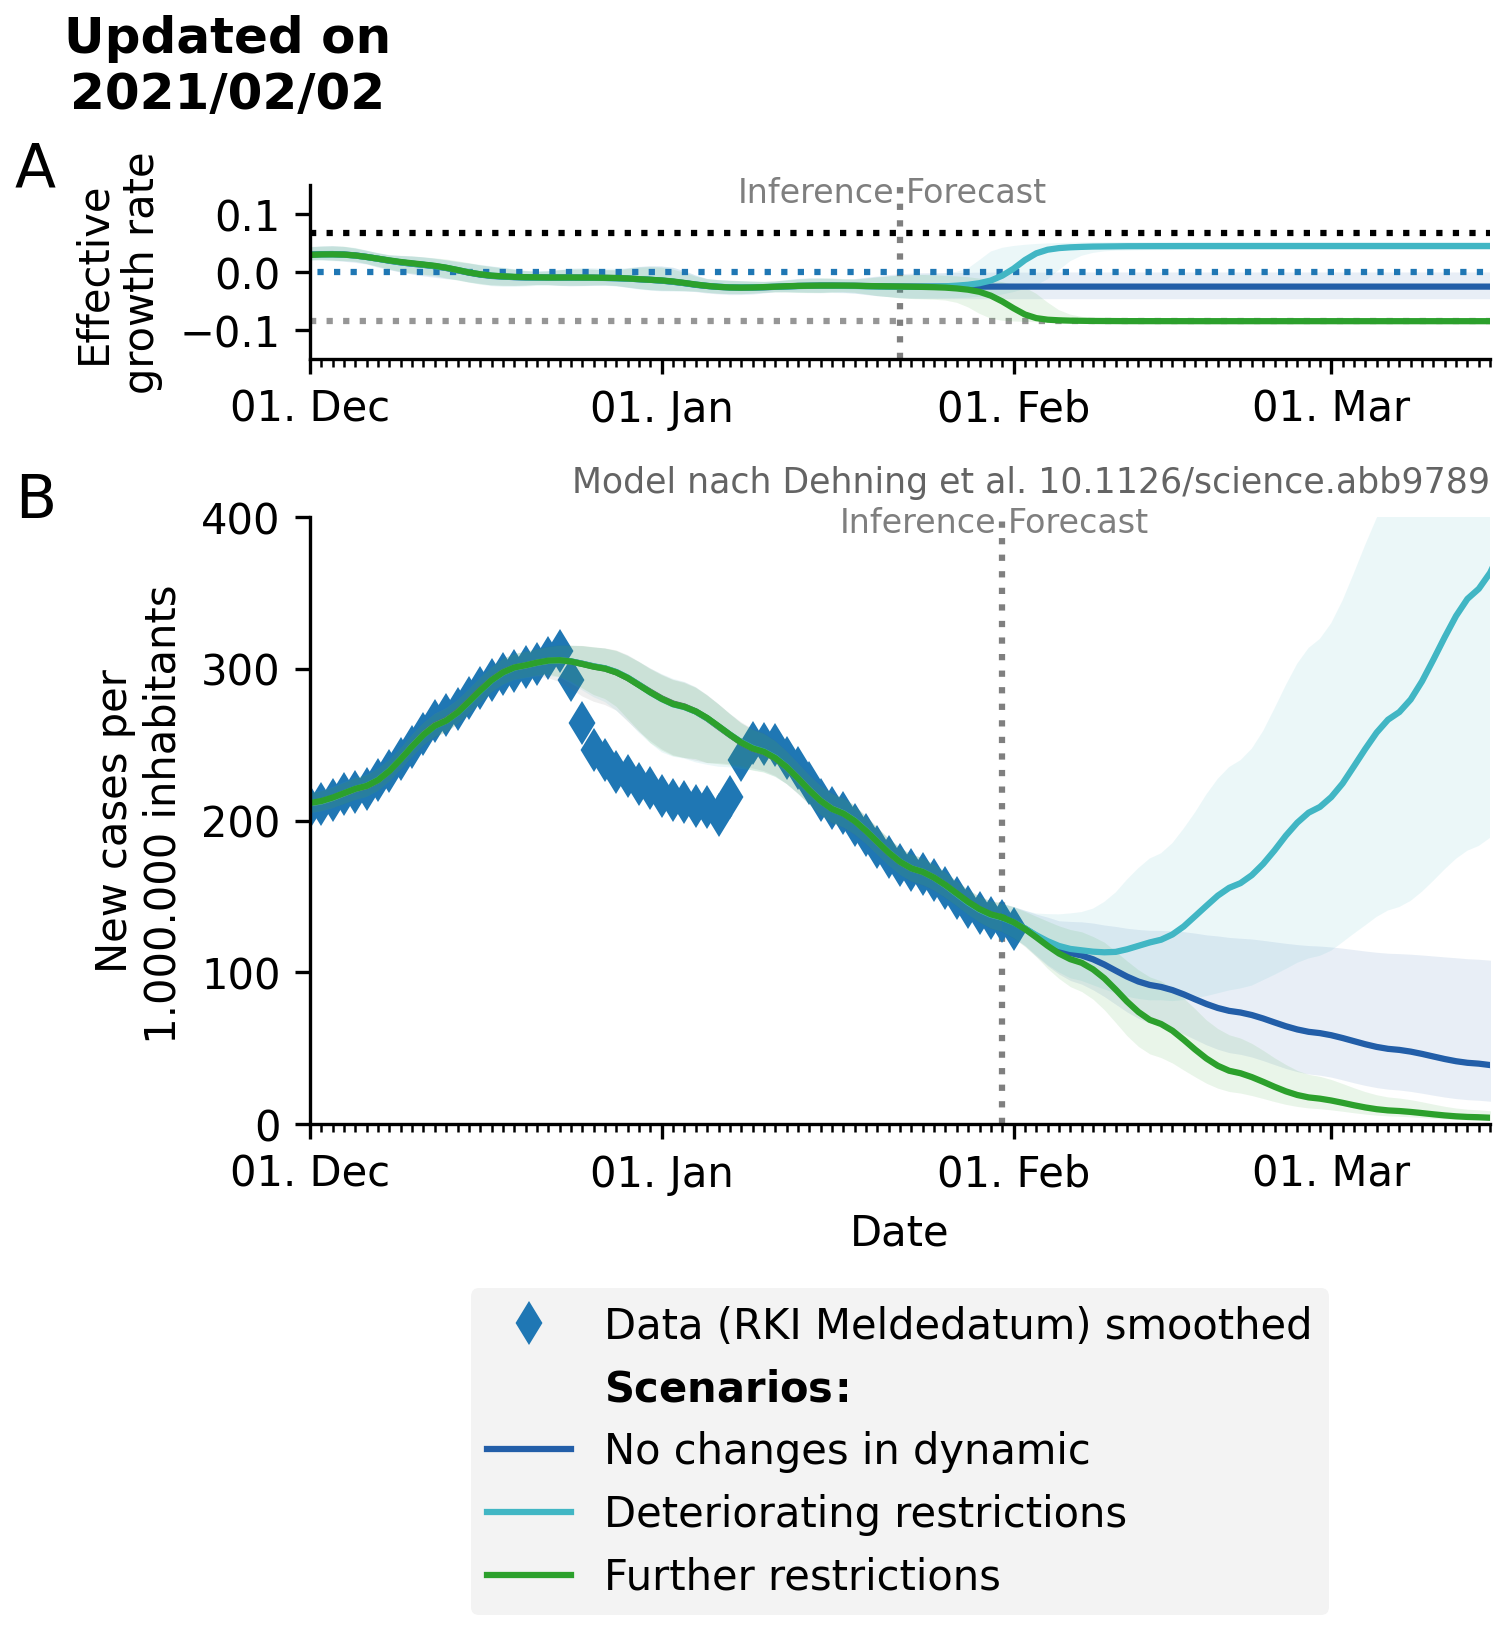 Updated on
2021/02/02
A
Effective
growth rate
Inference Forecast
0.1
0.0
−0.1
01. Dec 01. Jan 01. Feb 01. Mar
B
Model nach Dehning et al. 10.1126/science.abb9789
Inference Forecast
New cases per
1.000.000 inhabitants
400
300
200
100
0
01. Dec 01. Jan 01. Feb 01. Mar
Date
Data (RKI Meldedatum) smoothed
Scenarios:
No changes in dynamic
Deteriorating restrictions
Further restrictions